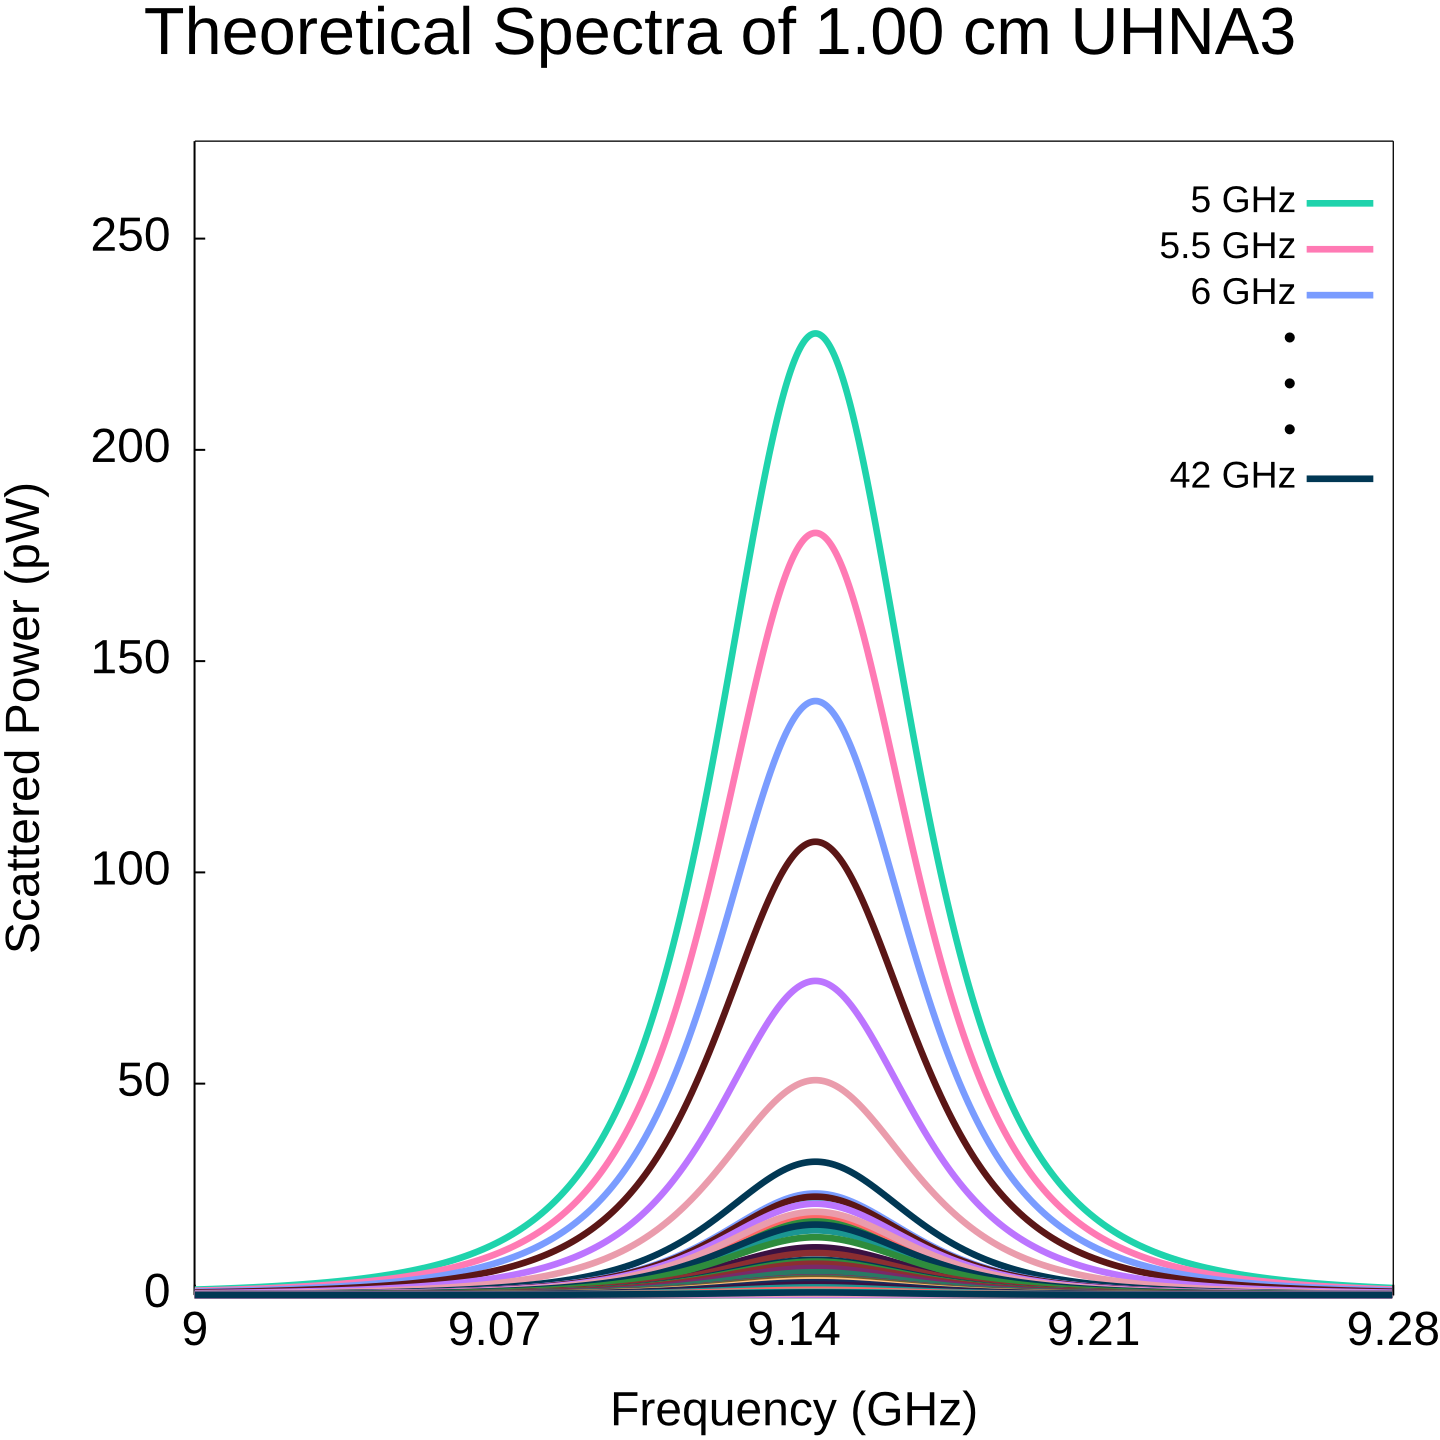 Theoretical Spectra of 1.00 cm UHNA3
5 GHz
5.5 GHz
6 GHz
42 GHz
250
200
150
100
50
0
Scattered Power (pW)
9 9.07 9.14 9.21 9.28
Frequency (GHz)